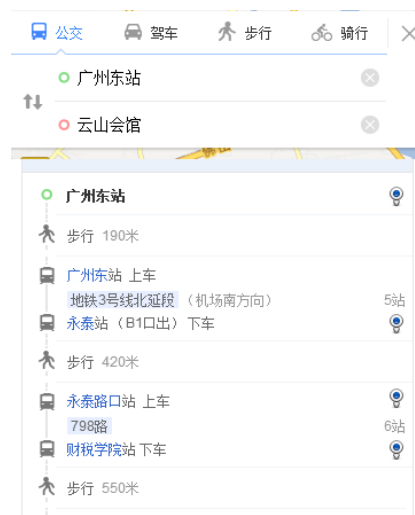 公交 驾车 步行 骑行
广州东站
云山会馆
广州东站
步行 190米
广州东站 上车
地铁3号线北延段 （机场南方向） 5站
永泰站 （B1口出） 下车
步行 420米
永泰路口站 上车
798路 6站
财税学院站 下车
步行 550米